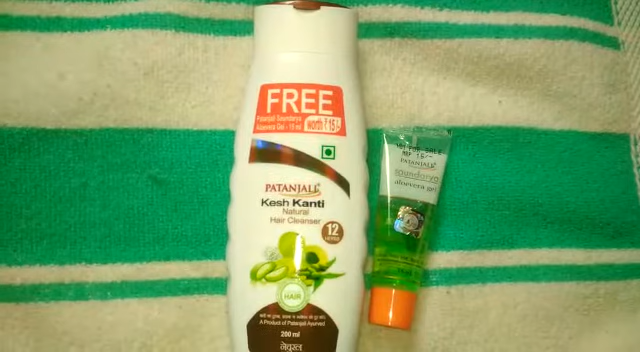 FREE
Patanjali Soundarya
Aloevera Gel - 15 ml
worth ₹ 15/-
PATANJALI
Kesh Kanti
Natural
Hair Cleanser
12
HERBS
HAIR
A Product of Patanjali Ayurved
200 ml
NOT FOR SALE
MRP 15/-
PATANJALI
saundarya
aloevera gel